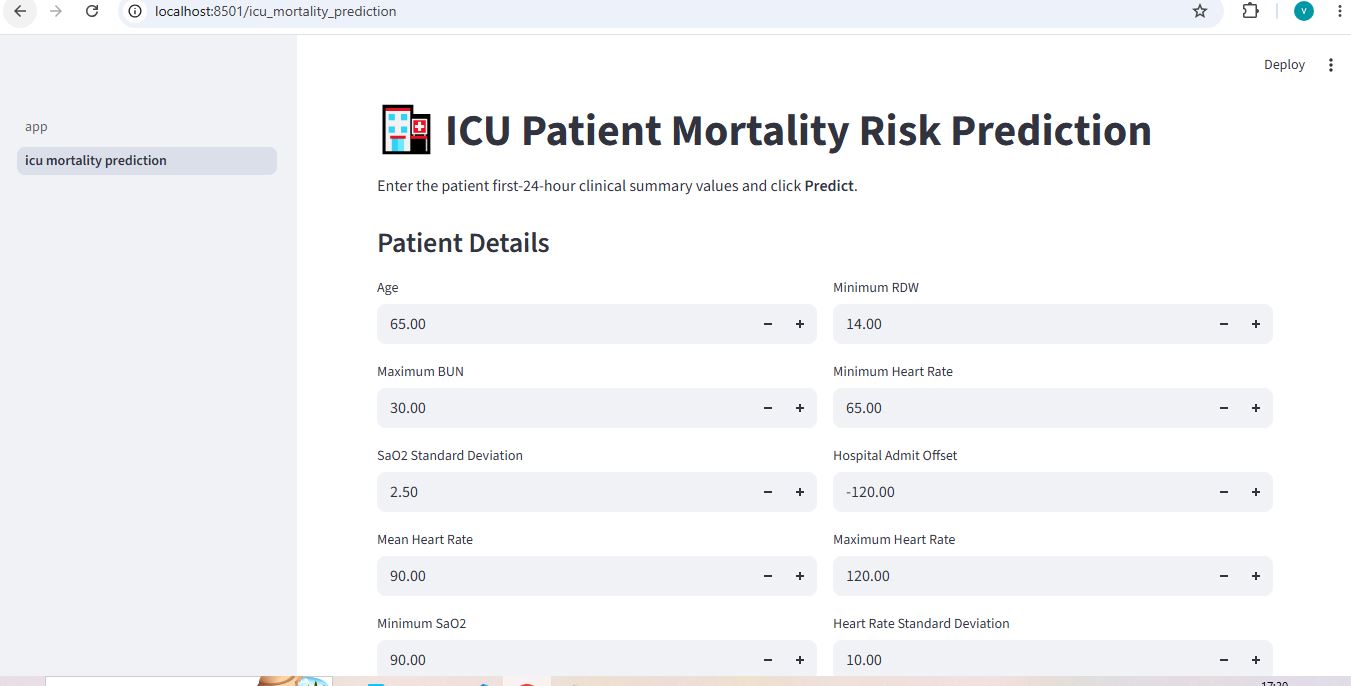 localhost:8501/icu_mortality_prediction
V
Deploy
app
icu mortality prediction
ICU Patient Mortality Risk Prediction
Enter the patient first-24-hour clinical summary values and click Predict.
Patient Details
Age
Minimum RDW
65.00
14.00
Maximum BUN
Minimum Heart Rate
30.00
65.00
SaO2 Standard Deviation
Hospital Admit Offset
2.50
-120.00
Mean Heart Rate
Maximum Heart Rate
90.00
120.00
Minimum SaO2
Heart Rate Standard Deviation
90.00
10.00